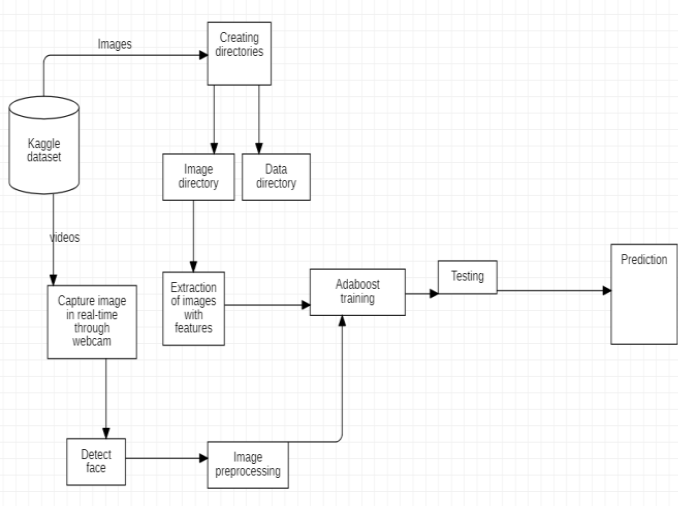 Images
Creating
directories
Kaggle
dataset
Image
directory
Data
directory
videos
Prediction
Testing
Extraction
of images
with
features
Adaboost
training
Capture image
in real-time
through
webcam
Detect
face
Image
preprocessing